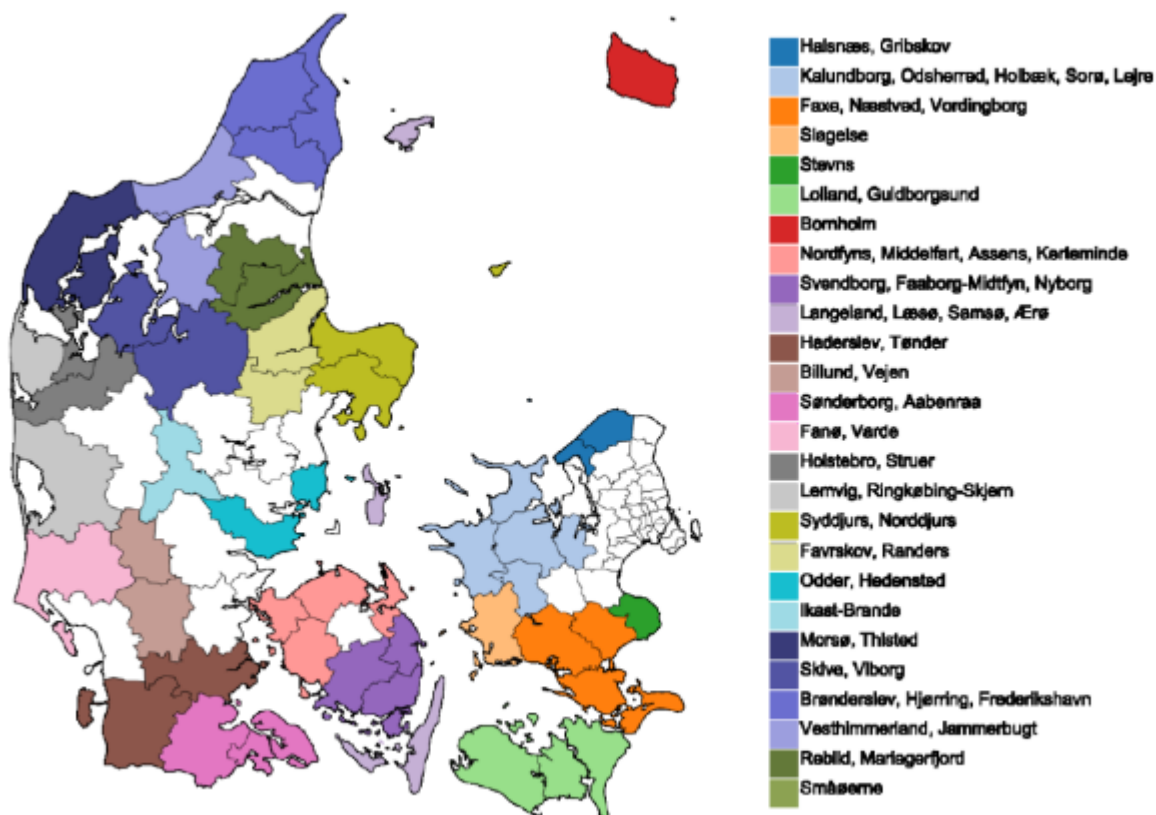 Halsnæs, Gribskov
Kalundborg, Odsherred, Holbæk, Sorø, Lejre
Faxe, Næstved, Vordingborg
Slagelse
Stevns
Lolland, Guldborgsund
Bornholm
Nordfyns, Middelfart, Assens, Kerteminde
Svendborg, Faaborg-Midtfyn, Nyborg
Langeland, Læsø, Samsø, Ærø
Haderslev, Tønder
Billund, Vejen
Sønderborg, Aabenraa
Fanø, Varde
Holstebro, Struer
Lemvig, Ringkøbing-Skjern
Syddjurs, Norddjurs
Favrskov, Randers
Odder, Hedensted
Ikast-Brande
Morsø, Thisted
Skive, Viborg
Brønderslev, Hjørring, Frederikshavn
Vesthimmerland, Jammerbugt
Rebild, Mariagerfjord
Småøerne